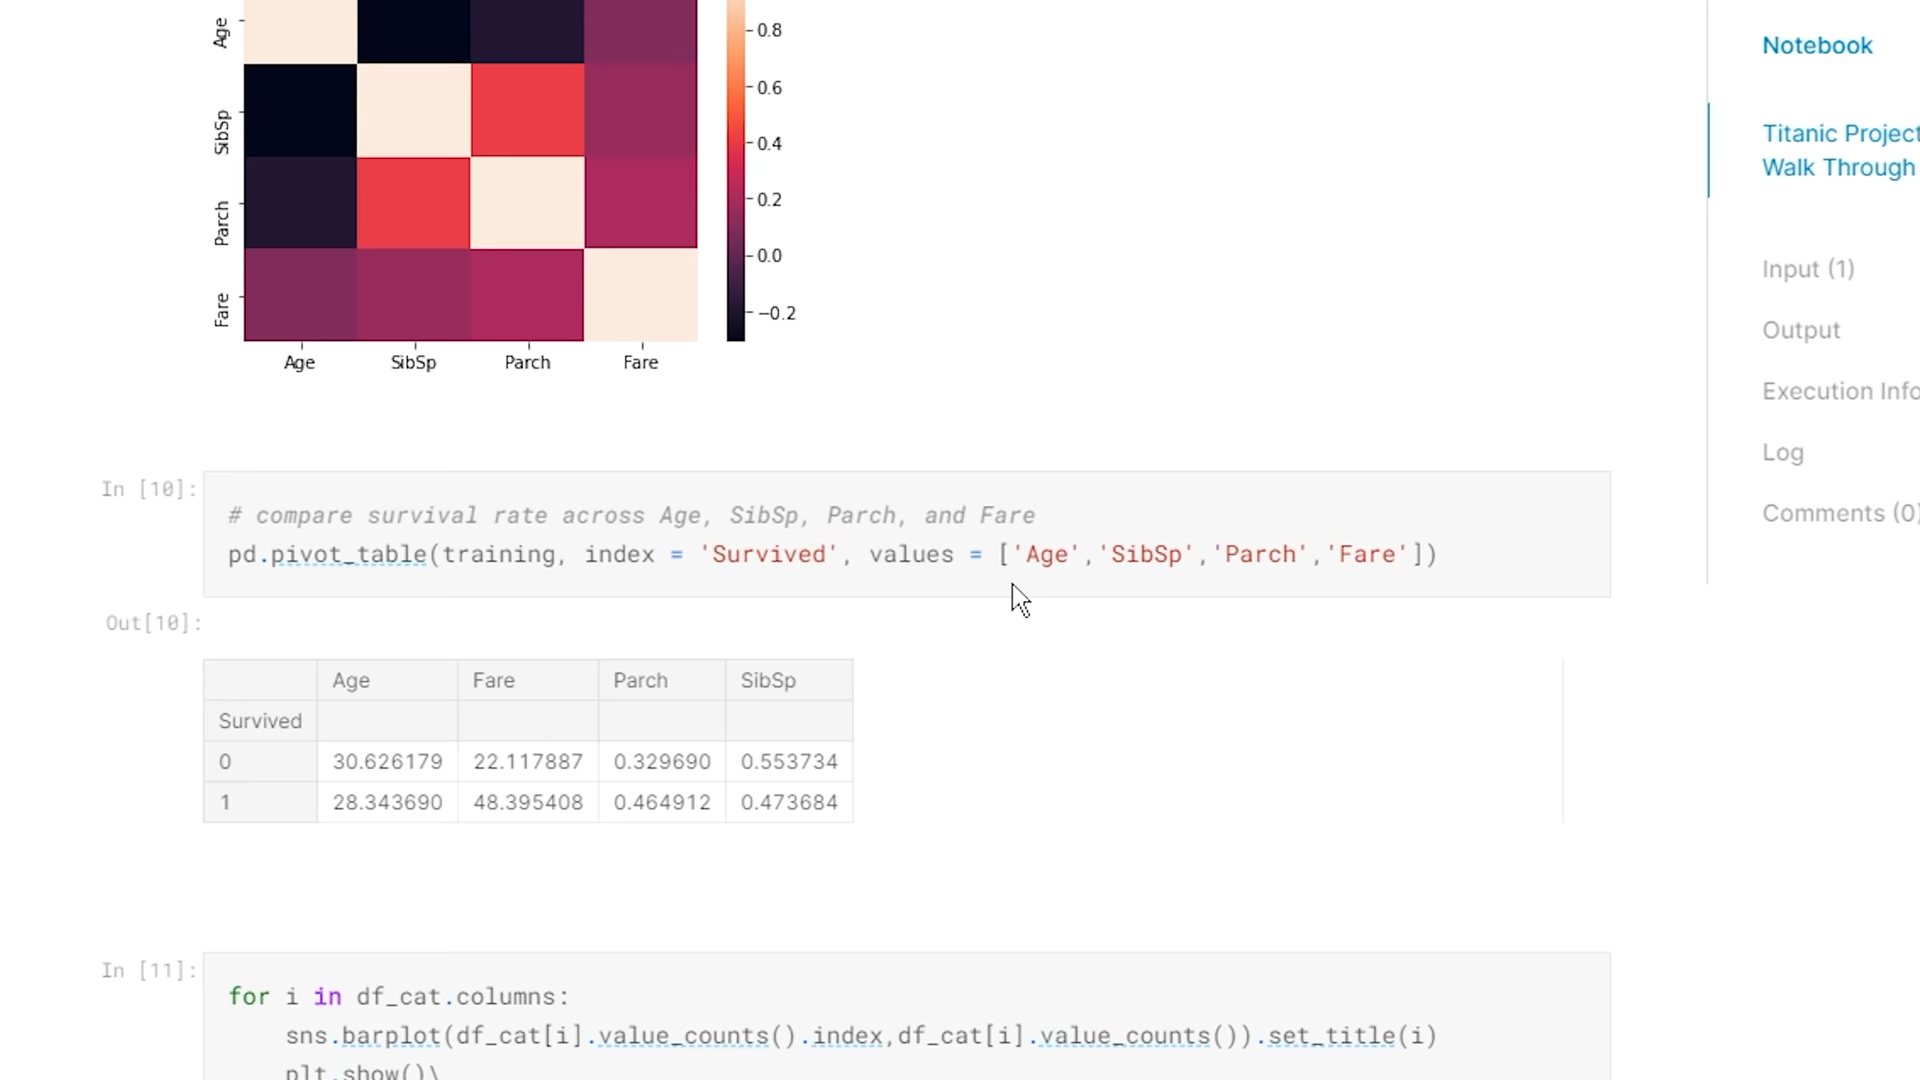 Age
SibSp
Parch
Fare
Age SibSp Parch Fare
0.8
0.6
0.4
0.2
0.0
−0.2
Notebook
Titanic Project
Walk Through
Input (1)
Output
Execution Info
Log
Comments (0)
In [10]:
# compare survival rate across Age, SibSp, Parch, and Fare
pd.pivot_table(training, index = 'Survived', values = ['Age','SibSp','Parch','Fare'])
Out[10]:
Age Fare Parch SibSp
Survived
0 30.626179 22.117887 0.329690 0.553734
1 28.343690 48.395408 0.464912 0.473684
In [11]:
for i in df_cat.columns:
sns.barplot(df_cat[i].value_counts().index,df_cat[i].value_counts()).set_title(i)
plt.show()\